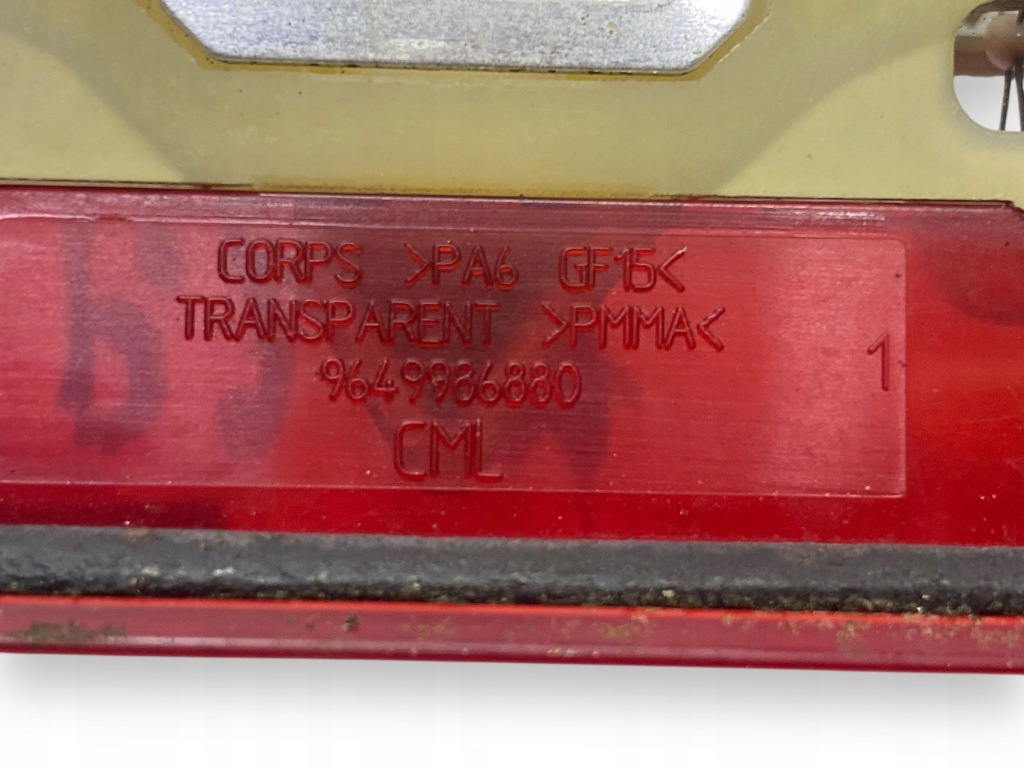 CORPS >PA6 GF15<
TRANSPARENT >PMMA<
9649986880
1
CML